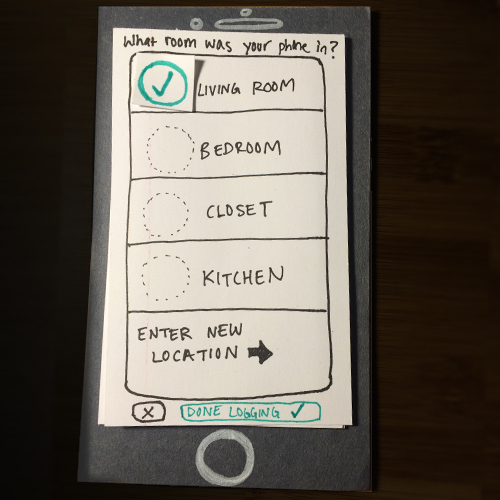 What room was your phone in?
LIVING ROOM
BEDROOM
CLOSET
KITCHEN
ENTER NEW
LOCATION
X
DONE LOGGING